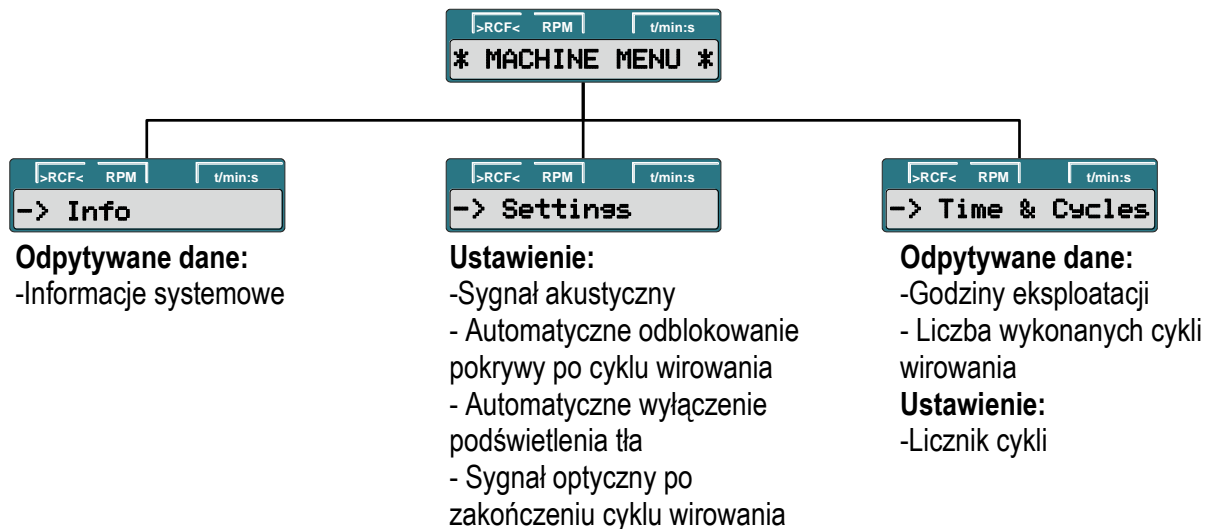 >RCF< RPM t/min:s
* MACHINE MENU *
>RCF< RPM t/min:s
-> Info
Odpytywane dane:
-Informacje systemowe
>RCF< RPM t/min:s
-> Settings
Ustawienie:
-Sygnał akustyczny
- Automatyczne odblokowanie
pokrywy po cyklu wirowania
- Automatyczne wyłączenie
podświetlenia tła
- Sygnał optyczny po
zakończeniu cyklu wirowania
>RCF< RPM t/min:s
-> Time & Cycles
Odpytywane dane:
-Godziny eksploatacji
- Liczba wykonanych cykli
wirowania
Ustawienie:
-Licznik cykli